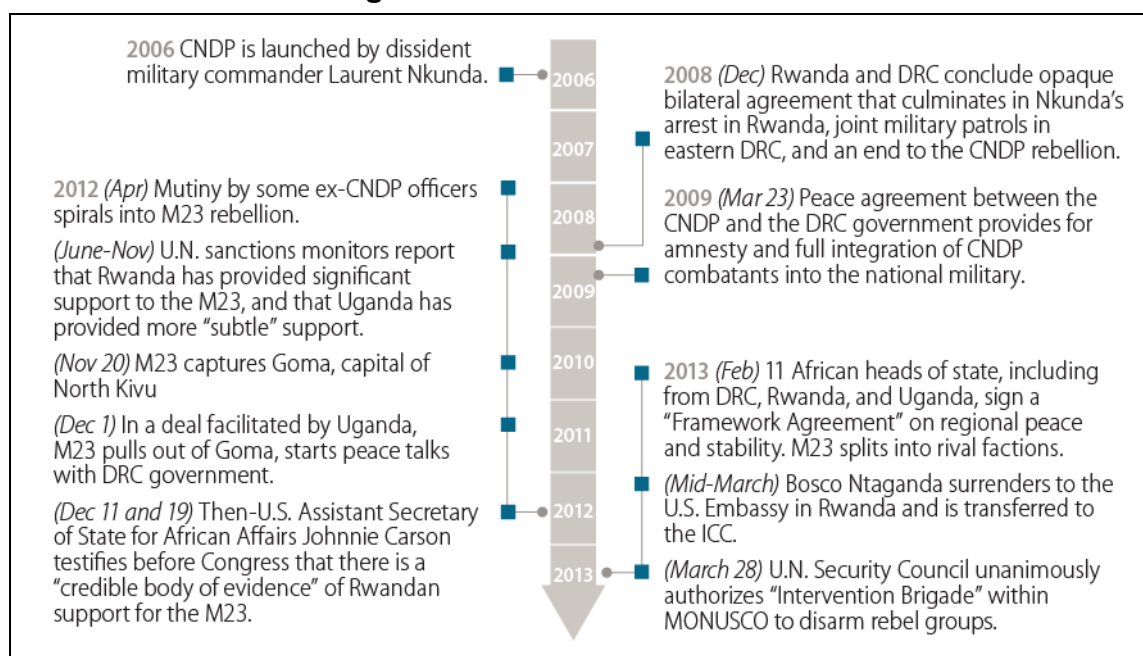 2006 CNDP is launched by dissident
military commander Laurent Nkunda.
2012 (Apr) Mutiny by some ex-CNDP officers
spirals into M23 rebellion.
(June-Nov) U.N. sanctions monitors report
that Rwanda has provided significant
support to the M23, and that Uganda has
provided more “subtle” support.
(Nov 20) M23 captures Goma, capital of
North Kivu
(Dec 1) In a deal facilitated by Uganda,
M23 pulls out of Goma, starts peace talks
with DRC government.
(Dec 11 and 19) Then-U.S. Assistant Secretary
of State for African Affairs Johnnie Carson
testifies before Congress that there is a
“credible body of evidence” of Rwandan
support for the M23.
2006
2007
2008
2009
2010
2011
2012
2013
2008 (Dec) Rwanda and DRC conclude opaque
bilateral agreement that culminates in Nkunda’s
arrest in Rwanda, joint military patrols in
eastern DRC, and an end to the CNDP rebellion.
2009 (Mar 23) Peace agreement between the
CNDP and the DRC government provides for
amnesty and full integration of CNDP
combatants into the national military.
2013 (Feb) 11 African heads of state, including
from DRC, Rwanda, and Uganda, sign a
“Framework Agreement” on regional peace
and stability. M23 splits into rival factions.
(Mid-March) Bosco Ntaganda surrenders to the
U.S. Embassy in Rwanda and is transferred to
the ICC.
(March 28) U.N. Security Council unanimously
authorizes “Intervention Brigade” within
MONUSCO to disarm rebel groups.